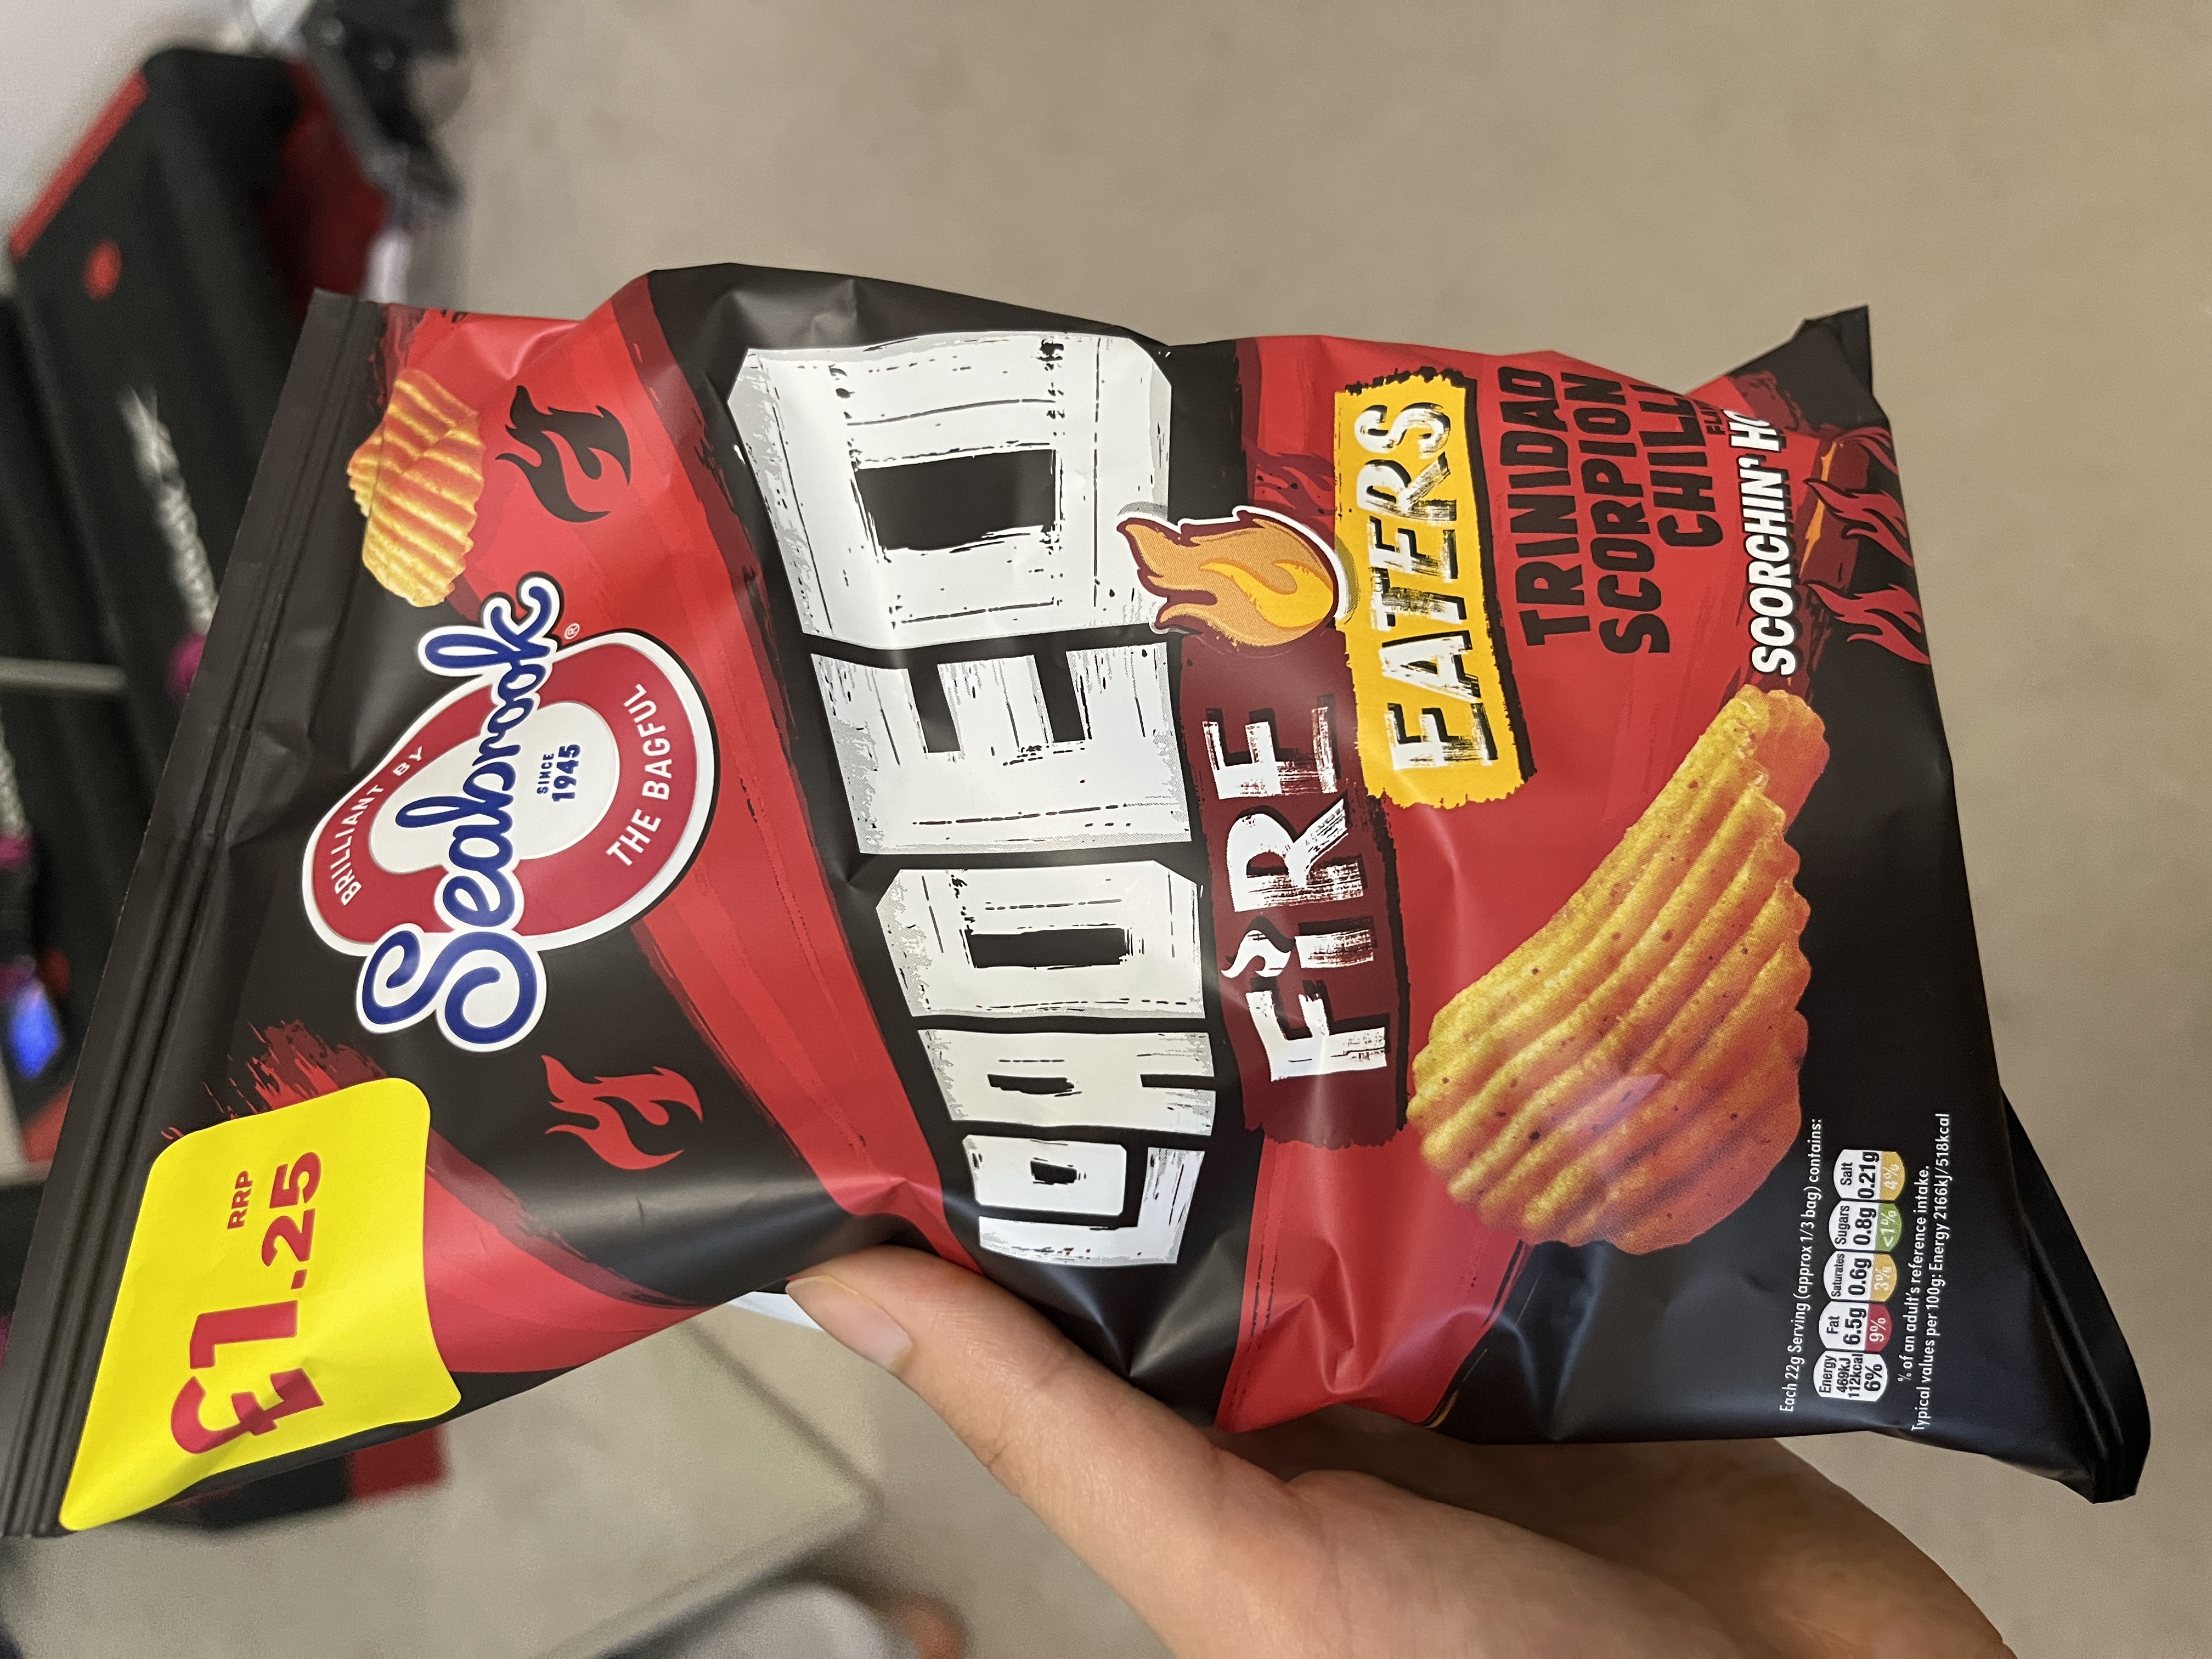 £1.25
RRP
BRILLIANT BY
Seabrook
SINCE
1945
THE BAGFUL
®
LOADED
FiRE
EATERS
TRINIDAD
SCORPION
CHILLI
SCORCHIN'
Each 22g Serving (approx 1/3 bag) contains:
Energy Fat Saturates Sugars Salt
469kJ
112kcal 6.5g 0.6g 0.8g 0.21g
6% 9% 3% <1% 4%
% of an adult's reference intake.
Typical values per 100g: Energy 2166kJ/518kcal